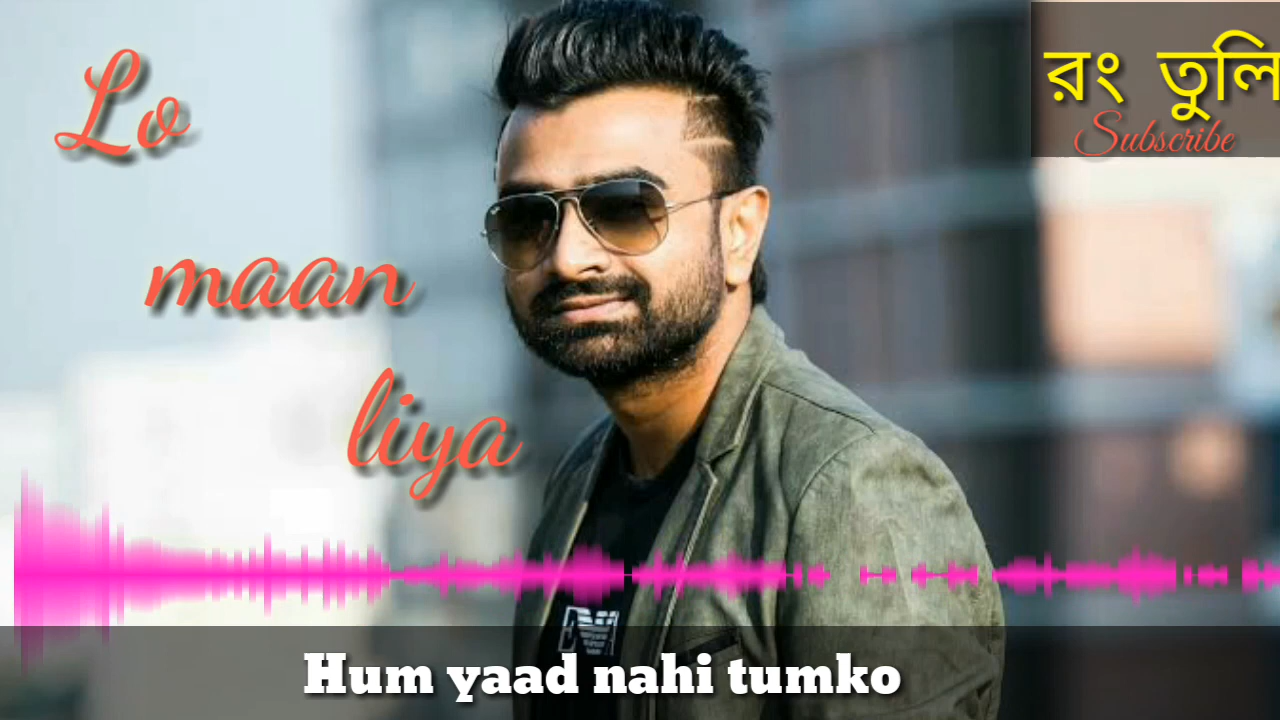 Lo
maan
liya
রং তুলি
Subscribe
Hum yaad nahi tumko